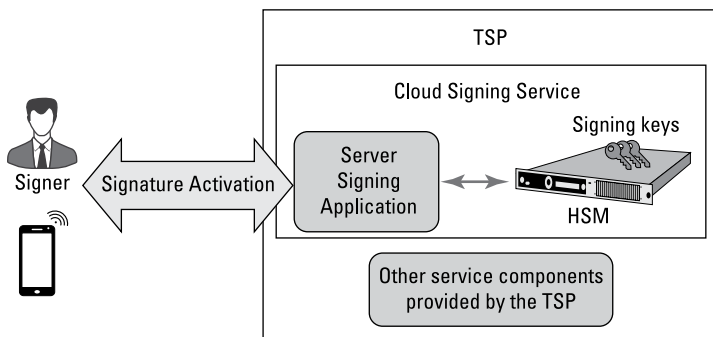 TSP
Cloud Signing Service
Signing keys
Signer
Signature Activation
Server
Signing
Application
HSM
Other service components
provided by the TSP